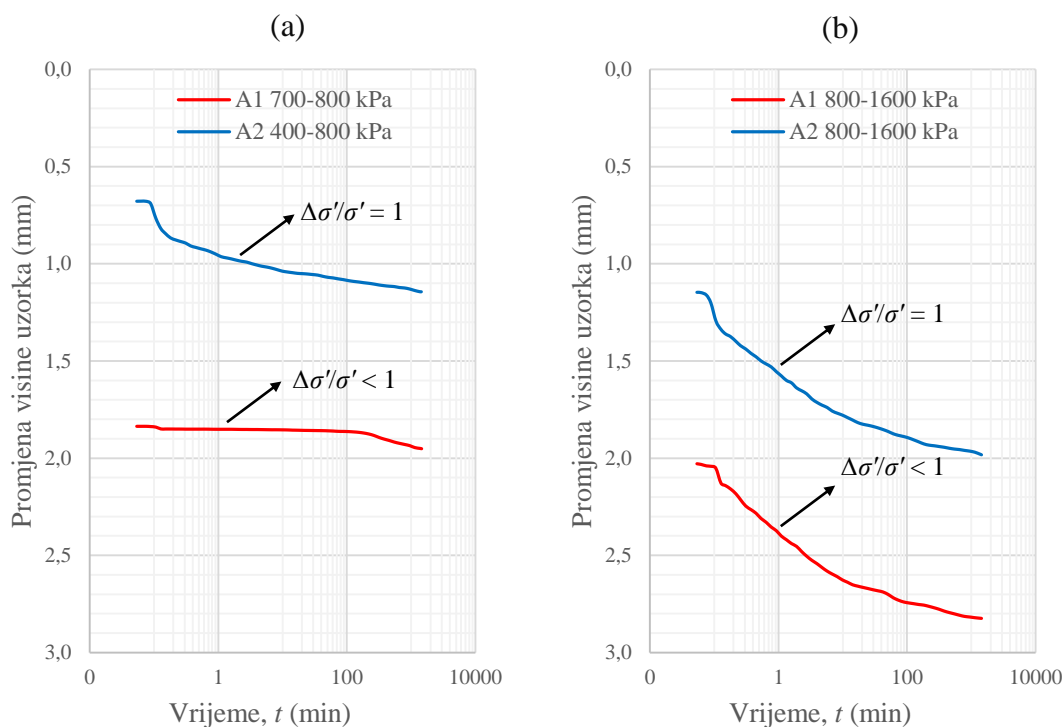 (a)
0,0
0,5
1,0
1,5
2,0
2,5
3,0
Promjena visine uzorka (mm)
A1 700-800 kPa
A2 400-800 kPa
Δσ′/σ′ = 1
Δσ′/σ′ < 1
0
1
100
10000
Vrijeme, t (min)
(b)
0,0
0,5
1,0
1,5
2,0
2,5
3,0
Promjena visine uzorka (mm)
A1 800-1600 kPa
A2 800-1600 kPa
Δσ′/σ′ = 1
Δσ′/σ′ < 1
0
1
100
10000
Vrijeme, t (min)